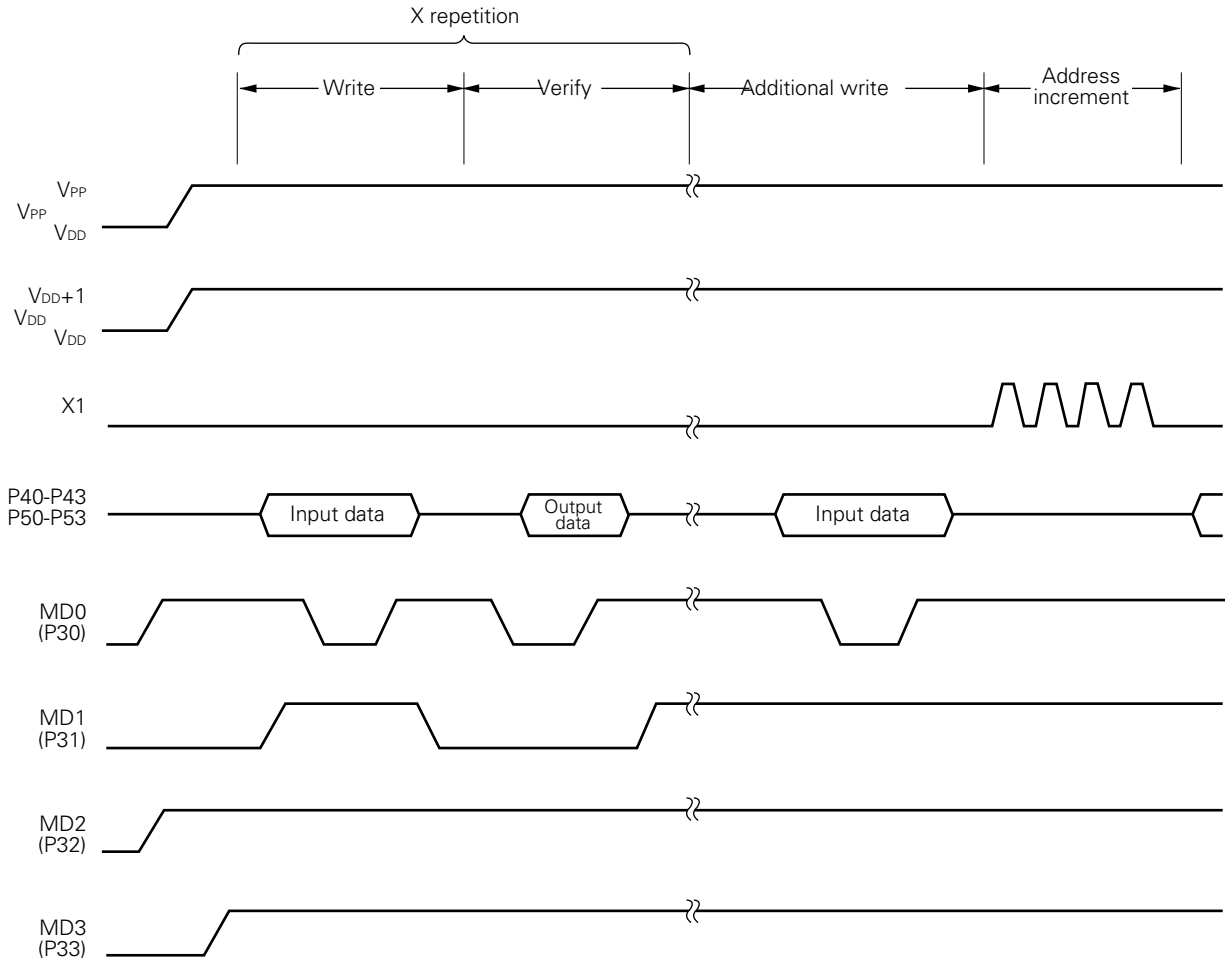 X repetition
Write
Verify
Additional write
Address
increment
VPP
VPP
VDD
VDD+1
VDD
VDD
X1
P40-P43
P50-P53
Input data
Output
data
Input data
MD0
(P30)
MD1
(P31)
MD2
(P32)
MD3
(P33)